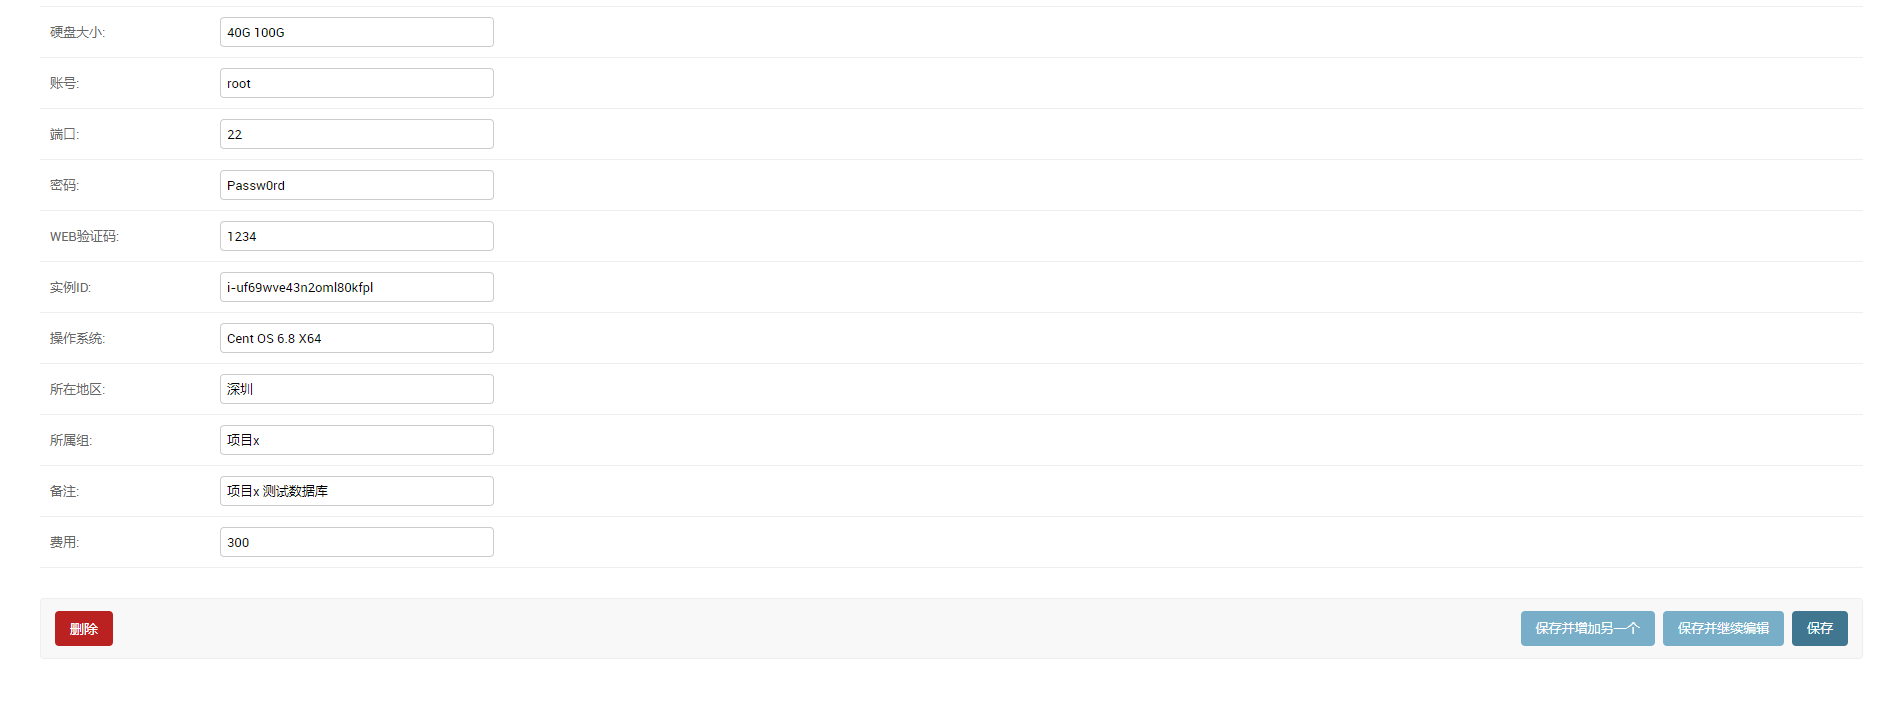 硬盘大小: 40G 100G
账号: root
端口: 22
密码: Passw0rd
WEB验证码: 1234
实例ID: i-uf69wve43n2oml80kfpl
操作系统: Cent OS 6.8 X64
所在地区: 深圳
所属组: 项目x
备注: 项目x 测试数据库
费用: 300
删除 保存并增加另一个 保存并继续编辑 保存